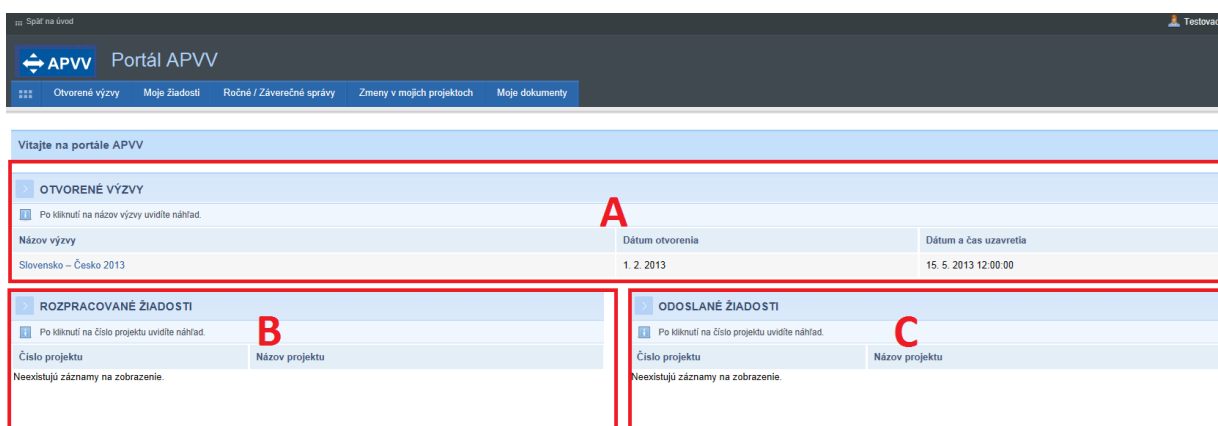 Späť na úvod
Testovac
APVV Portál APVV
Otvorené výzvy Moje žiadosti Ročné / Záverečné správy Zmeny v mojich projektoch Moje dokumenty
Vitajte na portále APVV
OTVORENÉ VÝZVY
Po kliknutí na názov výzvy uvidíte náhľad.
A
Názov výzvy Dátum otvorenia Dátum a čas uzavretia
Slovensko – Česko 2013 1. 2. 2013 15. 5. 2013 12:00:00
ROZPRACOVANÉ ŽIADOSTI
Po kliknutí na číslo projektu uvidíte náhľad.
B
Číslo projektu Názov projektu
Neexistujú záznamy na zobrazenie.
ODOSLANÉ ŽIADOSTI
Po kliknutí na číslo projektu uvidíte náhľad.
C
Číslo projektu Názov projektu
Neexistujú záznamy na zobrazenie.